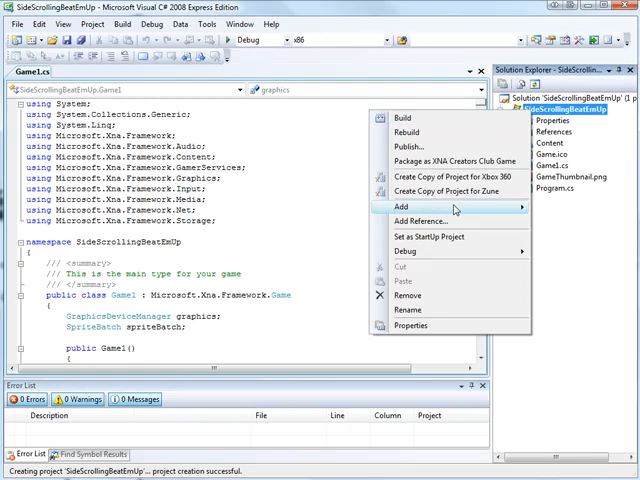 SideScrollingBeatEmUp - Microsoft Visual C# 2008 Express Edition
File Edit View Project Build Debug Data Tools Window Help
Debug x86
Game1.cs
SideScrollingBeatEmUp.Game1 graphics
using System;
using System.Collections.Generic;
using System.Linq;
using Microsoft.Xna.Framework;
using Microsoft.Xna.Framework.Audio;
using Microsoft.Xna.Framework.Content;
using Microsoft.Xna.Framework.GamerServices;
using Microsoft.Xna.Framework.Graphics;
using Microsoft.Xna.Framework.Input;
using Microsoft.Xna.Framework.Media;
using Microsoft.Xna.Framework.Net;
using Microsoft.Xna.Framework.Storage;
namespace SideScrollingBeatEmUp
{
/// <summary>
/// This is the main type for your game
/// </summary>
public class Game1 : Microsoft.Xna.Framework.Game
{
GraphicsDeviceManager graphics;
SpriteBatch spriteBatch;
public Game1()
{
Build
Rebuild
Publish...
Package as XNA Creators Club Game
Create Copy of Project for Xbox 360
Create Copy of Project for Zune
Add
Add Reference...
Set as StartUp Project
Debug
Cut
Paste
Remove
Rename
Properties
Solution Explorer - SideScrollingB...
Solution 'SideScrollingBeatEmUp' (1 p
SideScrollingBeatEmUp
Properties
References
Content
Game.ico
Game1.cs
GameThumbnail.png
Program.cs
Error List
0 Errors 0 Warnings 0 Messages
Description File Line Column Project
Error List Find Symbol Results
Creating project 'SideScrollingBeatEmUp'... project creation successful.